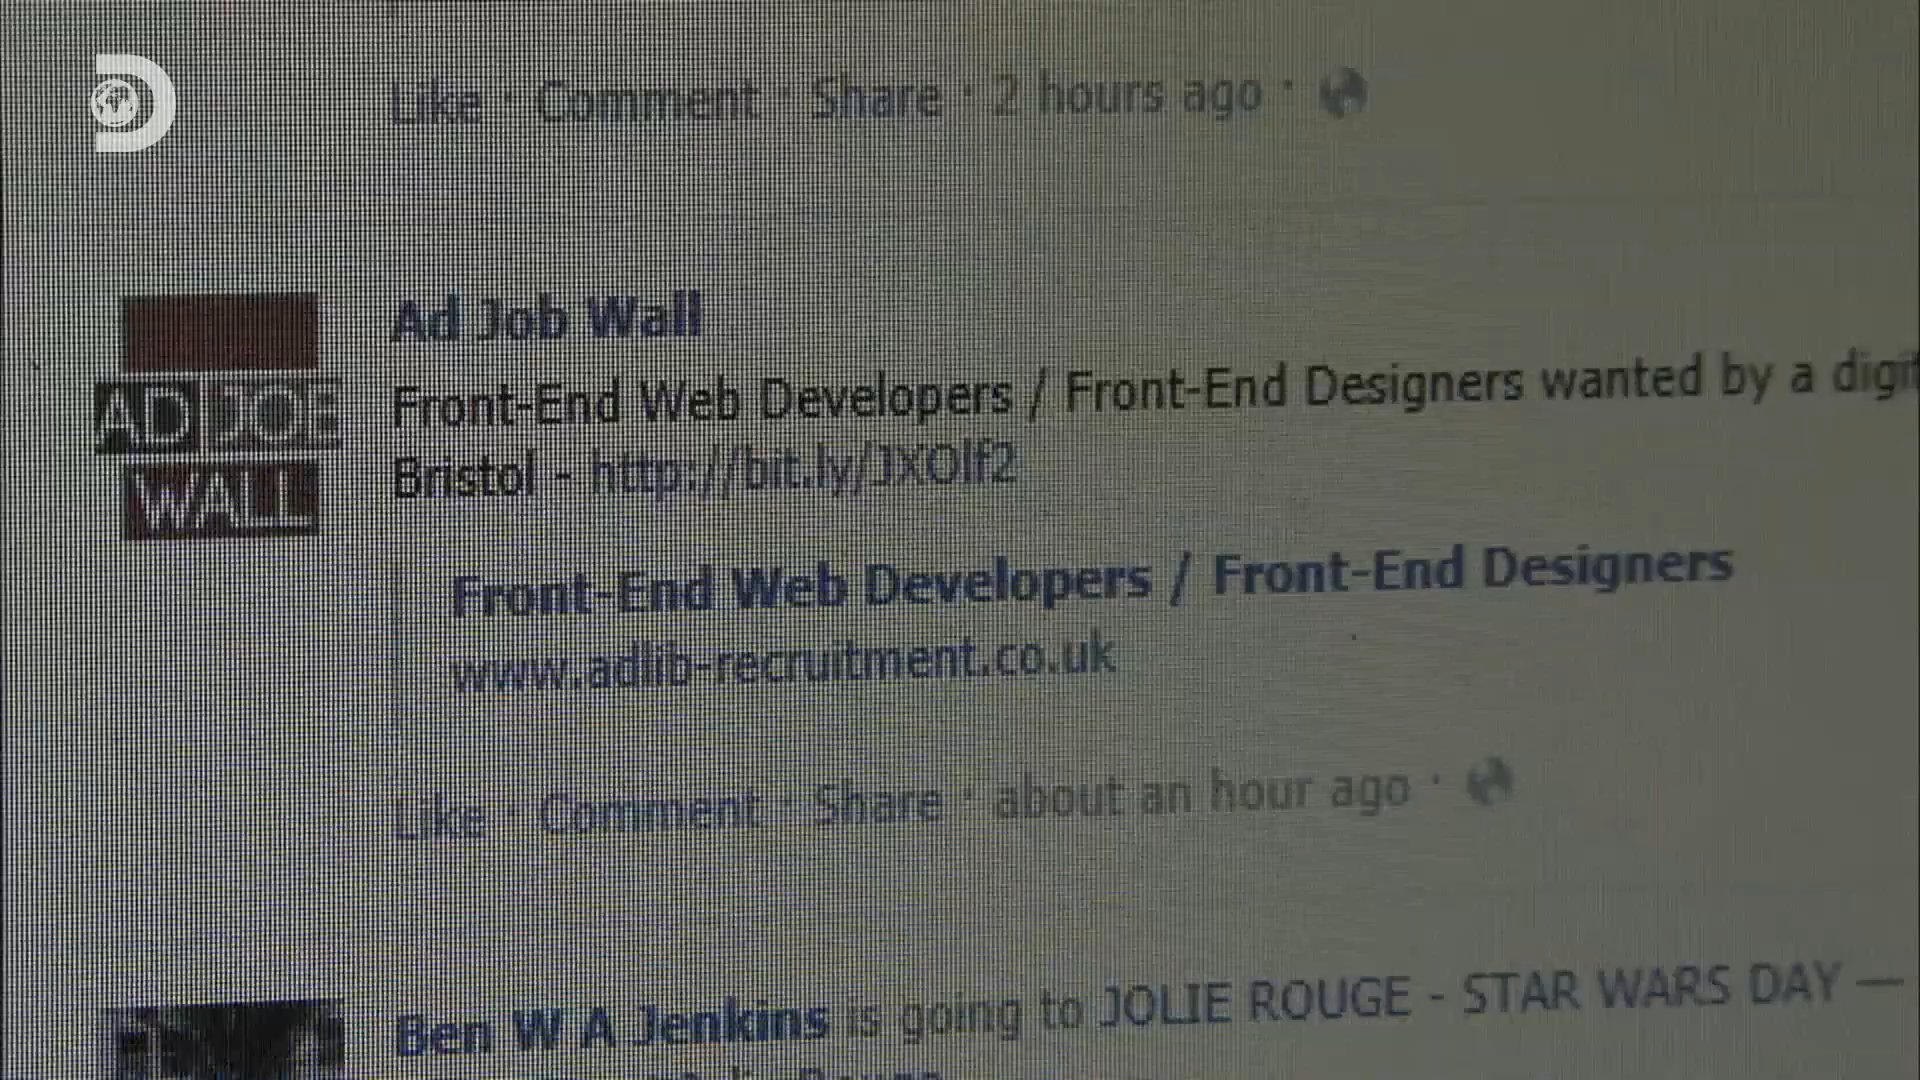 Like · Comment · Share · 2 hours ago ·
Ad Job Wall
AD JOB
WALL
Front-End Web Developers / Front-End Designers wanted by a digit
Bristol - http://bit.ly/JXOlf2
Front-End Web Developers / Front-End Designers
www.adlib-recruitment.co.uk
Like · Comment · Share · about an hour ago ·
Ben W A Jenkins is going to JOLIE ROUGE - STAR WARS DAY —